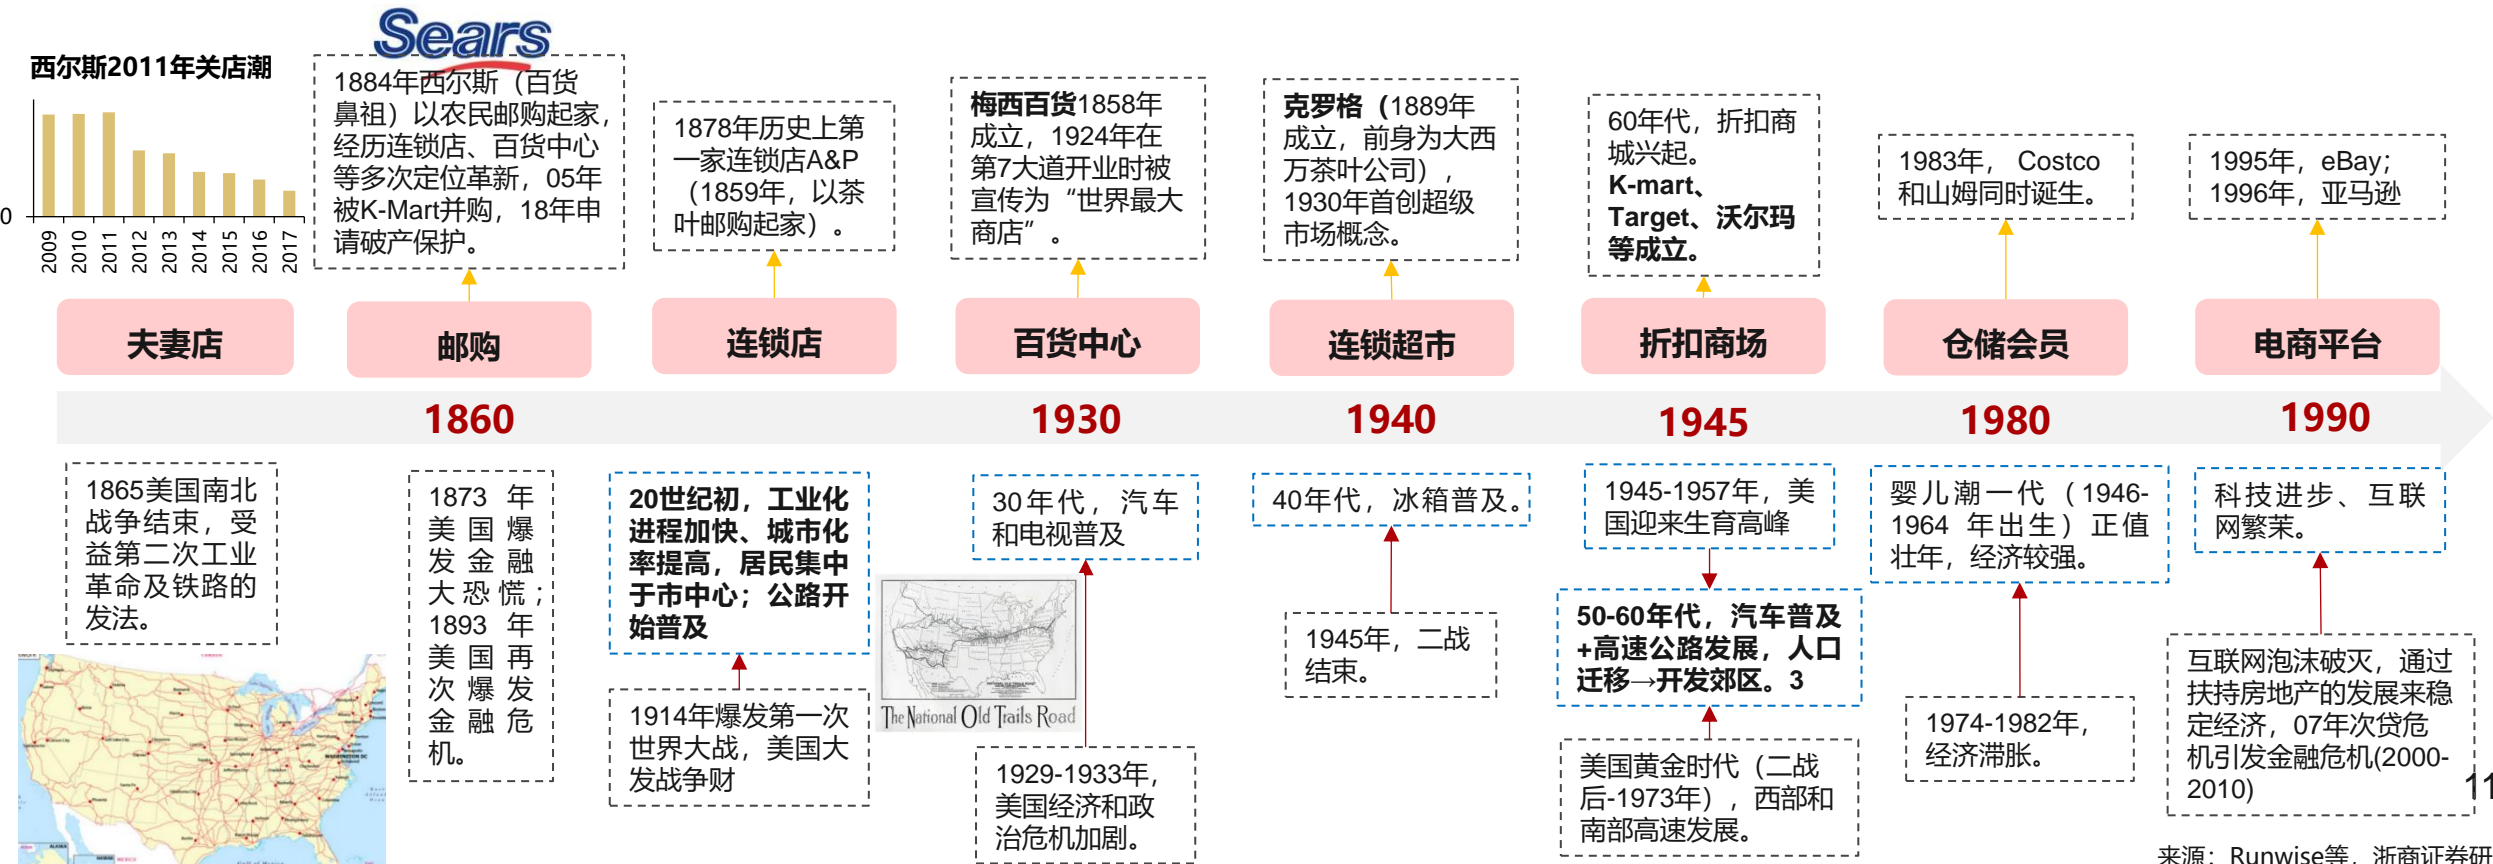 Sears
西尔斯2011年关店潮
0
2009
2010
2011
2012
2013
2014
2015
2016
2017
1884年西尔斯（百货
鼻祖）以农民邮购起家，
经历连锁店、百货中心
等多次定位革新，05年
被K-Mart并购，18年申
请破产保护。
1878年历史上第
一家连锁店A&P
（1859年，以茶
叶邮购起家）。
梅西百货1858年
成立，1924年在
第7大道开业时被
宣传为“世界最大
商店”。
克罗格（1889年
成立，前身为大西
万茶叶公司），
1930年首创超级
市场概念。
60年代，折扣商
城兴起。
K-mart、
Target、沃尔玛
等成立。
1983年， Costco
和山姆同时诞生。
1995年，eBay；
1996年，亚马逊
夫妻店
邮购
连锁店
百货中心
连锁超市
折扣商场
仓储会员
电商平台
1860
1930
1940
1945
1980
1990
1865美国南北
战争结束，受
益第二次工业
革命及铁路的
发法。
1873 年
美国爆
发金融
大恐慌；
1893 年
美国再
次爆发
金融危
机。
20世纪初，工业化
进程加快、城市化
率提高，居民集中
于市中心；公路开
始普及
1914年爆发第一次
世界大战，美国大
发战争财
30年代，汽车
和电视普及
The National Old Trails Road
1929-1933年，
美国经济和政
治危机加剧。
40年代，冰箱普及。
1945年，二战
结束。
1945-1957年，美
国迎来生育高峰
50-60年代，汽车普及
+高速公路发展，人口
迁移→开发郊区。3
美国黄金时代（二战
后-1973年），西部和
南部高速发展。
婴儿潮一代（1946-
1964 年出生）正值
壮年，经济较强。
1974-1982年，
经济滞胀。
科技进步、互联
网繁荣。
互联网泡沫破灭，通过
扶持房地产的发展来稳
定经济，07年次贷危
机引发金融危机(2000-
2010)
11
来源：Runwise等，浙商证券研